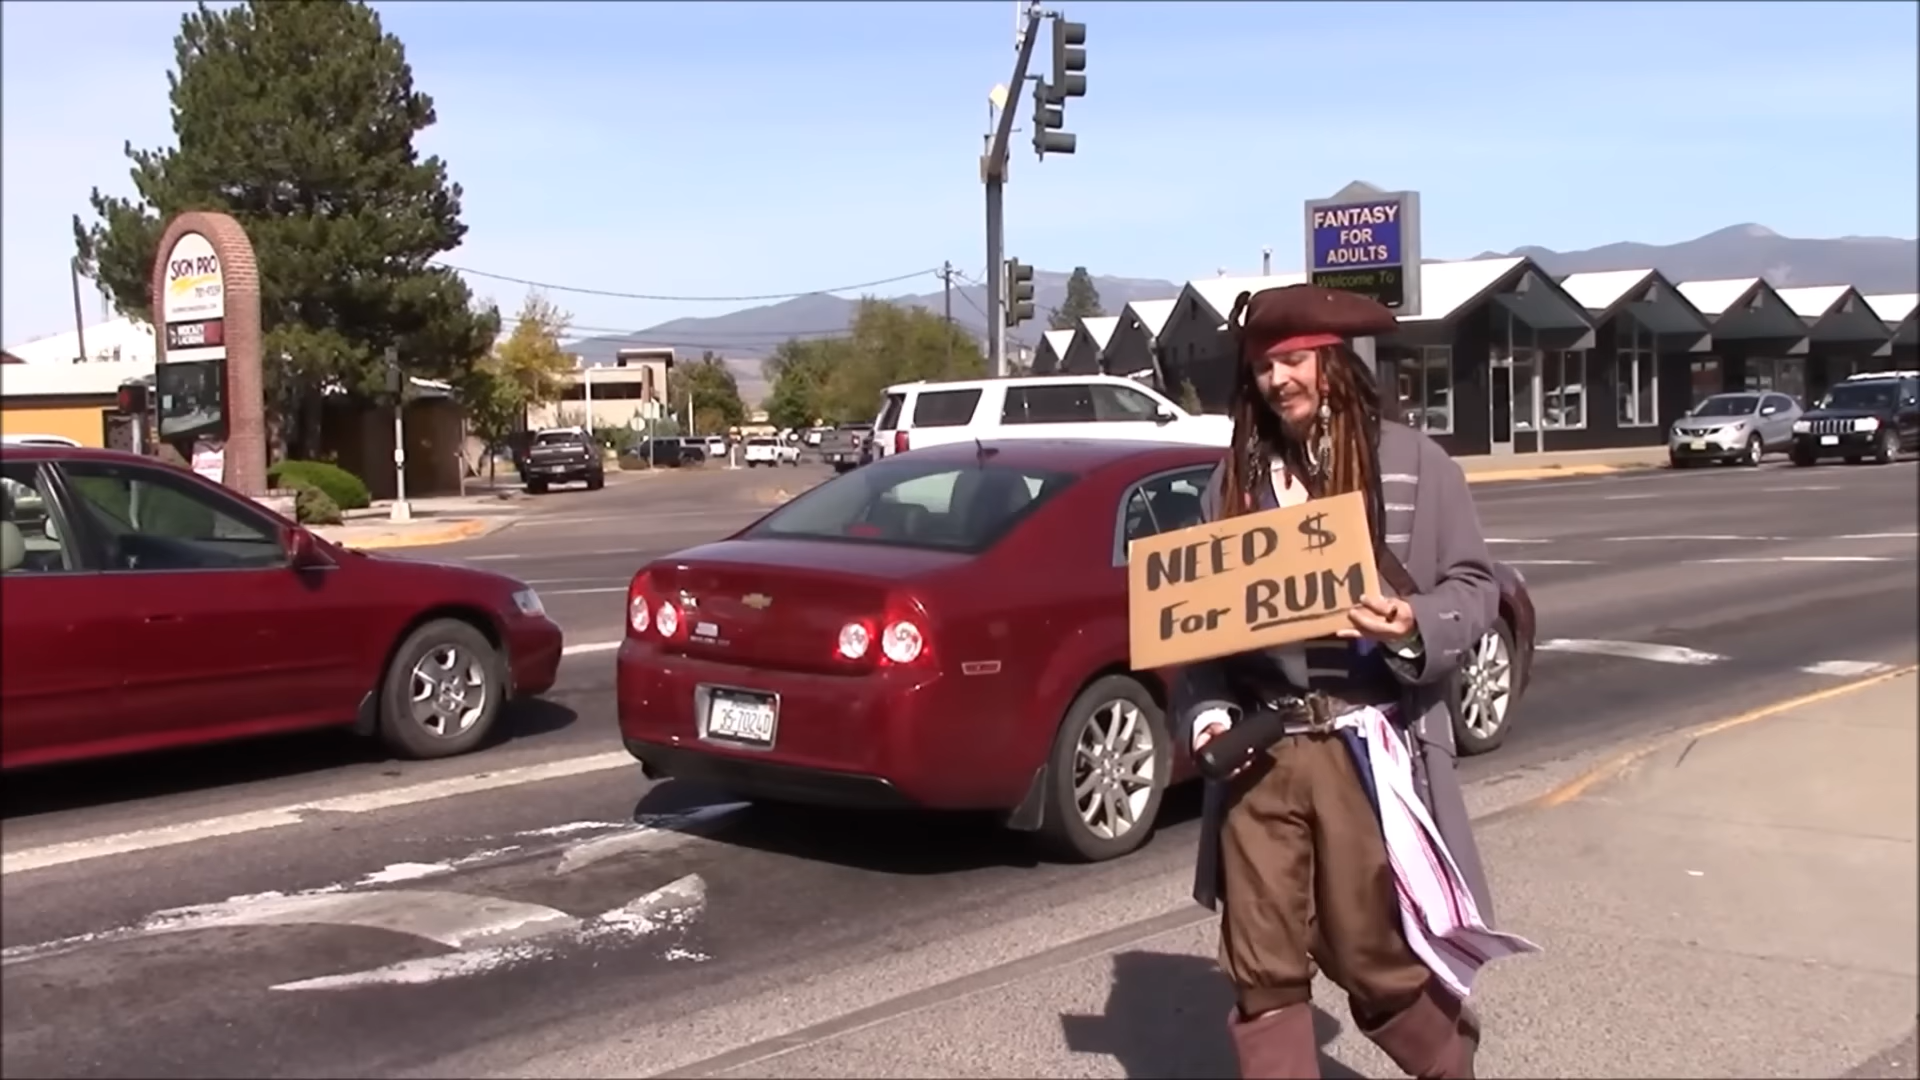 SIGN PRO
FANTASY
FOR
ADULTS
Welcome To
NEED $
For RUM